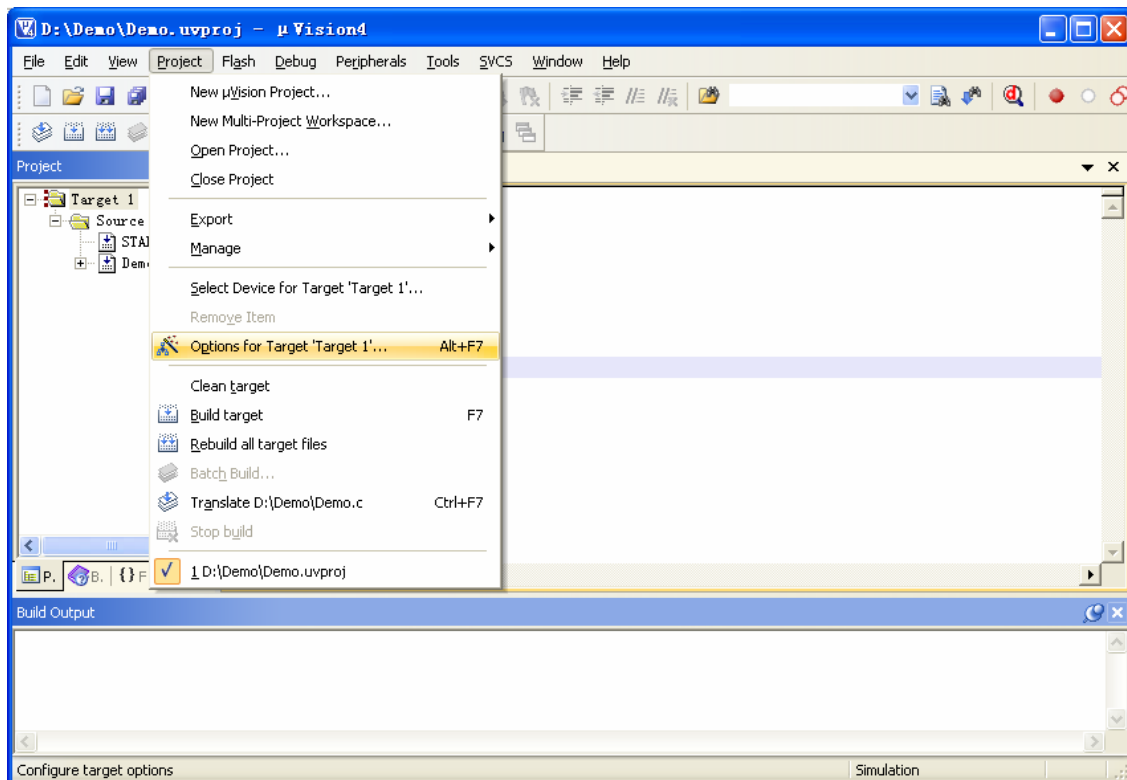 D:\Demo\Demo.uvproj - µVision4
File Edit View Project Flash Debug Peripherals Tools SVCS Window Help
Project
Target 1
Source
Demo
New µVision Project...
New Multi-Project Workspace...
Open Project...
Close Project
Export
Manage
Select Device for Target 'Target 1'...
Remove Item
Options for Target 'Target 1'... Alt+F7
Clean target
Build target F7
Rebuild all target files
Batch Build...
Translate D:\Demo\Demo.c Ctrl+F7
Stop build
1 D:\Demo\Demo.uvproj
P. B. {} F
Build Output
Configure target options Simulation